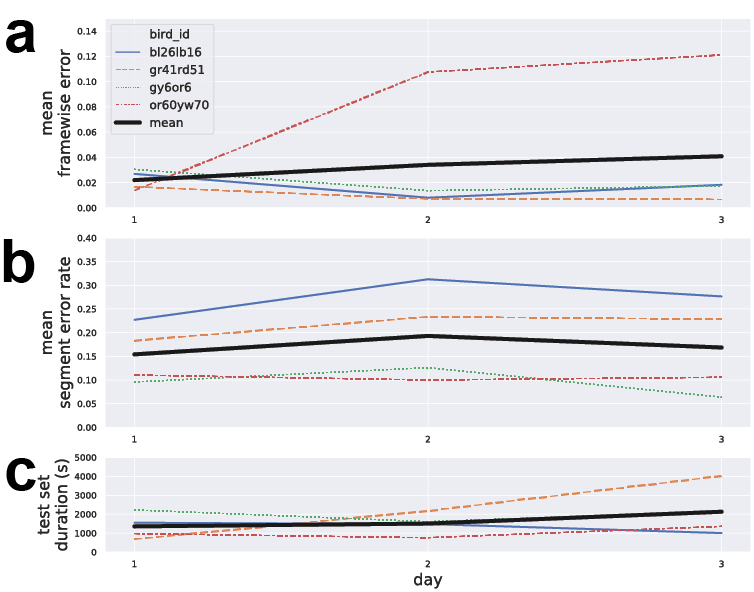 a
mean
framewise error
0.14
0.12
0.10
0.08
0.06
0.04
0.02
0.00
bird_id
bl26lb16
gr41rd51
gy6or6
or60yw70
mean
1
2
3
b
mean
segment error rate
0.40
0.35
0.30
0.25
0.20
0.15
0.10
0.05
0.00
1
2
3
c
test set
duration (s)
5000
4000
3000
2000
1000
0
1
2
3
day